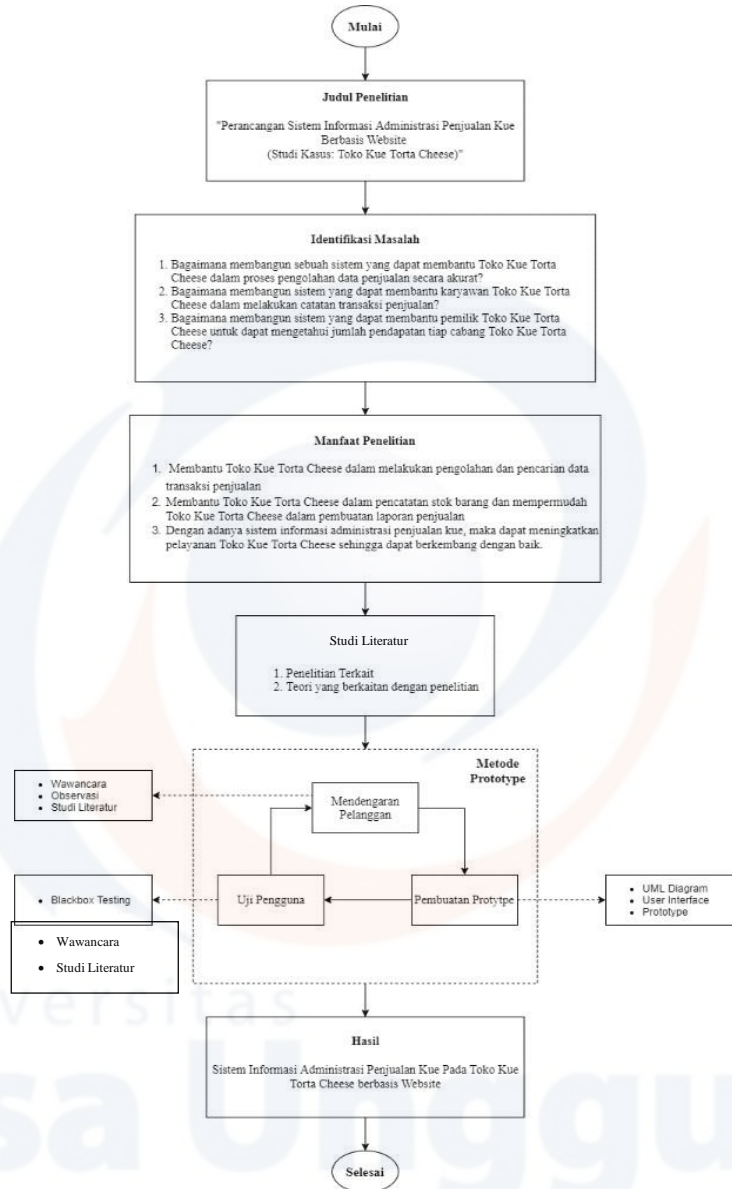 Mulai
Judul Penelitian
"Perancangan Sistem Informasi Administrasi Penjualan Kue
Berbasis Website
(Studi Kasus: Toko Kue Torta Cheese)"
Identifikasi Masalah
1. Bagaimana membangun sebuah sistem yang dapat membantu Toko Kue Torta
Cheese dalam proses pengolahan data penjualan secara akurat?
2. Bagaimana membangun sistem yang dapat membantu karyawan Toko Kue Torta
Cheese dalam melakukan catatan transaksi penjualan?
3. Bagaimana membangun sistem yang dapat membantu pemilik Toko Kue Torta
Cheese untuk dapat mengetahui jumlah pendapatan tiap cabang Toko Kue Torta
Cheese?
Manfaat Penelitian
1. Membantu Toko Kue Torta Cheese dalam melakukan pengolahan dan pencarian data
transaksi penjualan
2. Membantu Toko Kue Torta Cheese dalam pencatatan stok barang dan mempermudah
Toko Kue Torta Cheese dalam pembuatan laporan penjualan
3. Dengan adanya sistem informasi administrasi penjualan kue, maka dapat meningkatkan
pelayanan Toko Kue Torta Cheese sehingga dapat berkembang dengan baik.
Studi Literatur
1. Penelitian Terkait
2. Teori yang berkaitan dengan penelitian
Metode
Prototype
• Wawancara
• Observasi
• Studi Literatur
Mendengaran
Pelanggan
• Blackbox Testing
Uji Pengguna
Pembuatan Protytpe
• UML Diagram
• User Interface
• Prototype
• Wawancara
• Studi Literatur
versitas
sa Unggu
Hasil
Sistem Informasi Administrasi Penjualan Kue Pada Toko Kue
Torta Cheese berbasis Website
Selesai